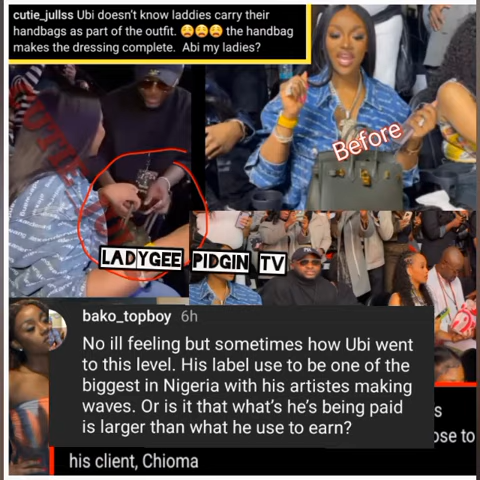 cutie_jullss Ubi doesn't know laddies carry their
handbags as part of the outfit. 😩😩😩 the handbag
makes the dressing complete. Abi my ladies?
Before
LADYGEE PIDGIN TV
bako_topboy 6h
No ill feeling but sometimes how Ubi went
to this level. His label use to be one of the
biggest in Nigeria with his artistes making
waves. Or is it that what's he's being paid
is larger than what he use to earn?
his client, Chioma